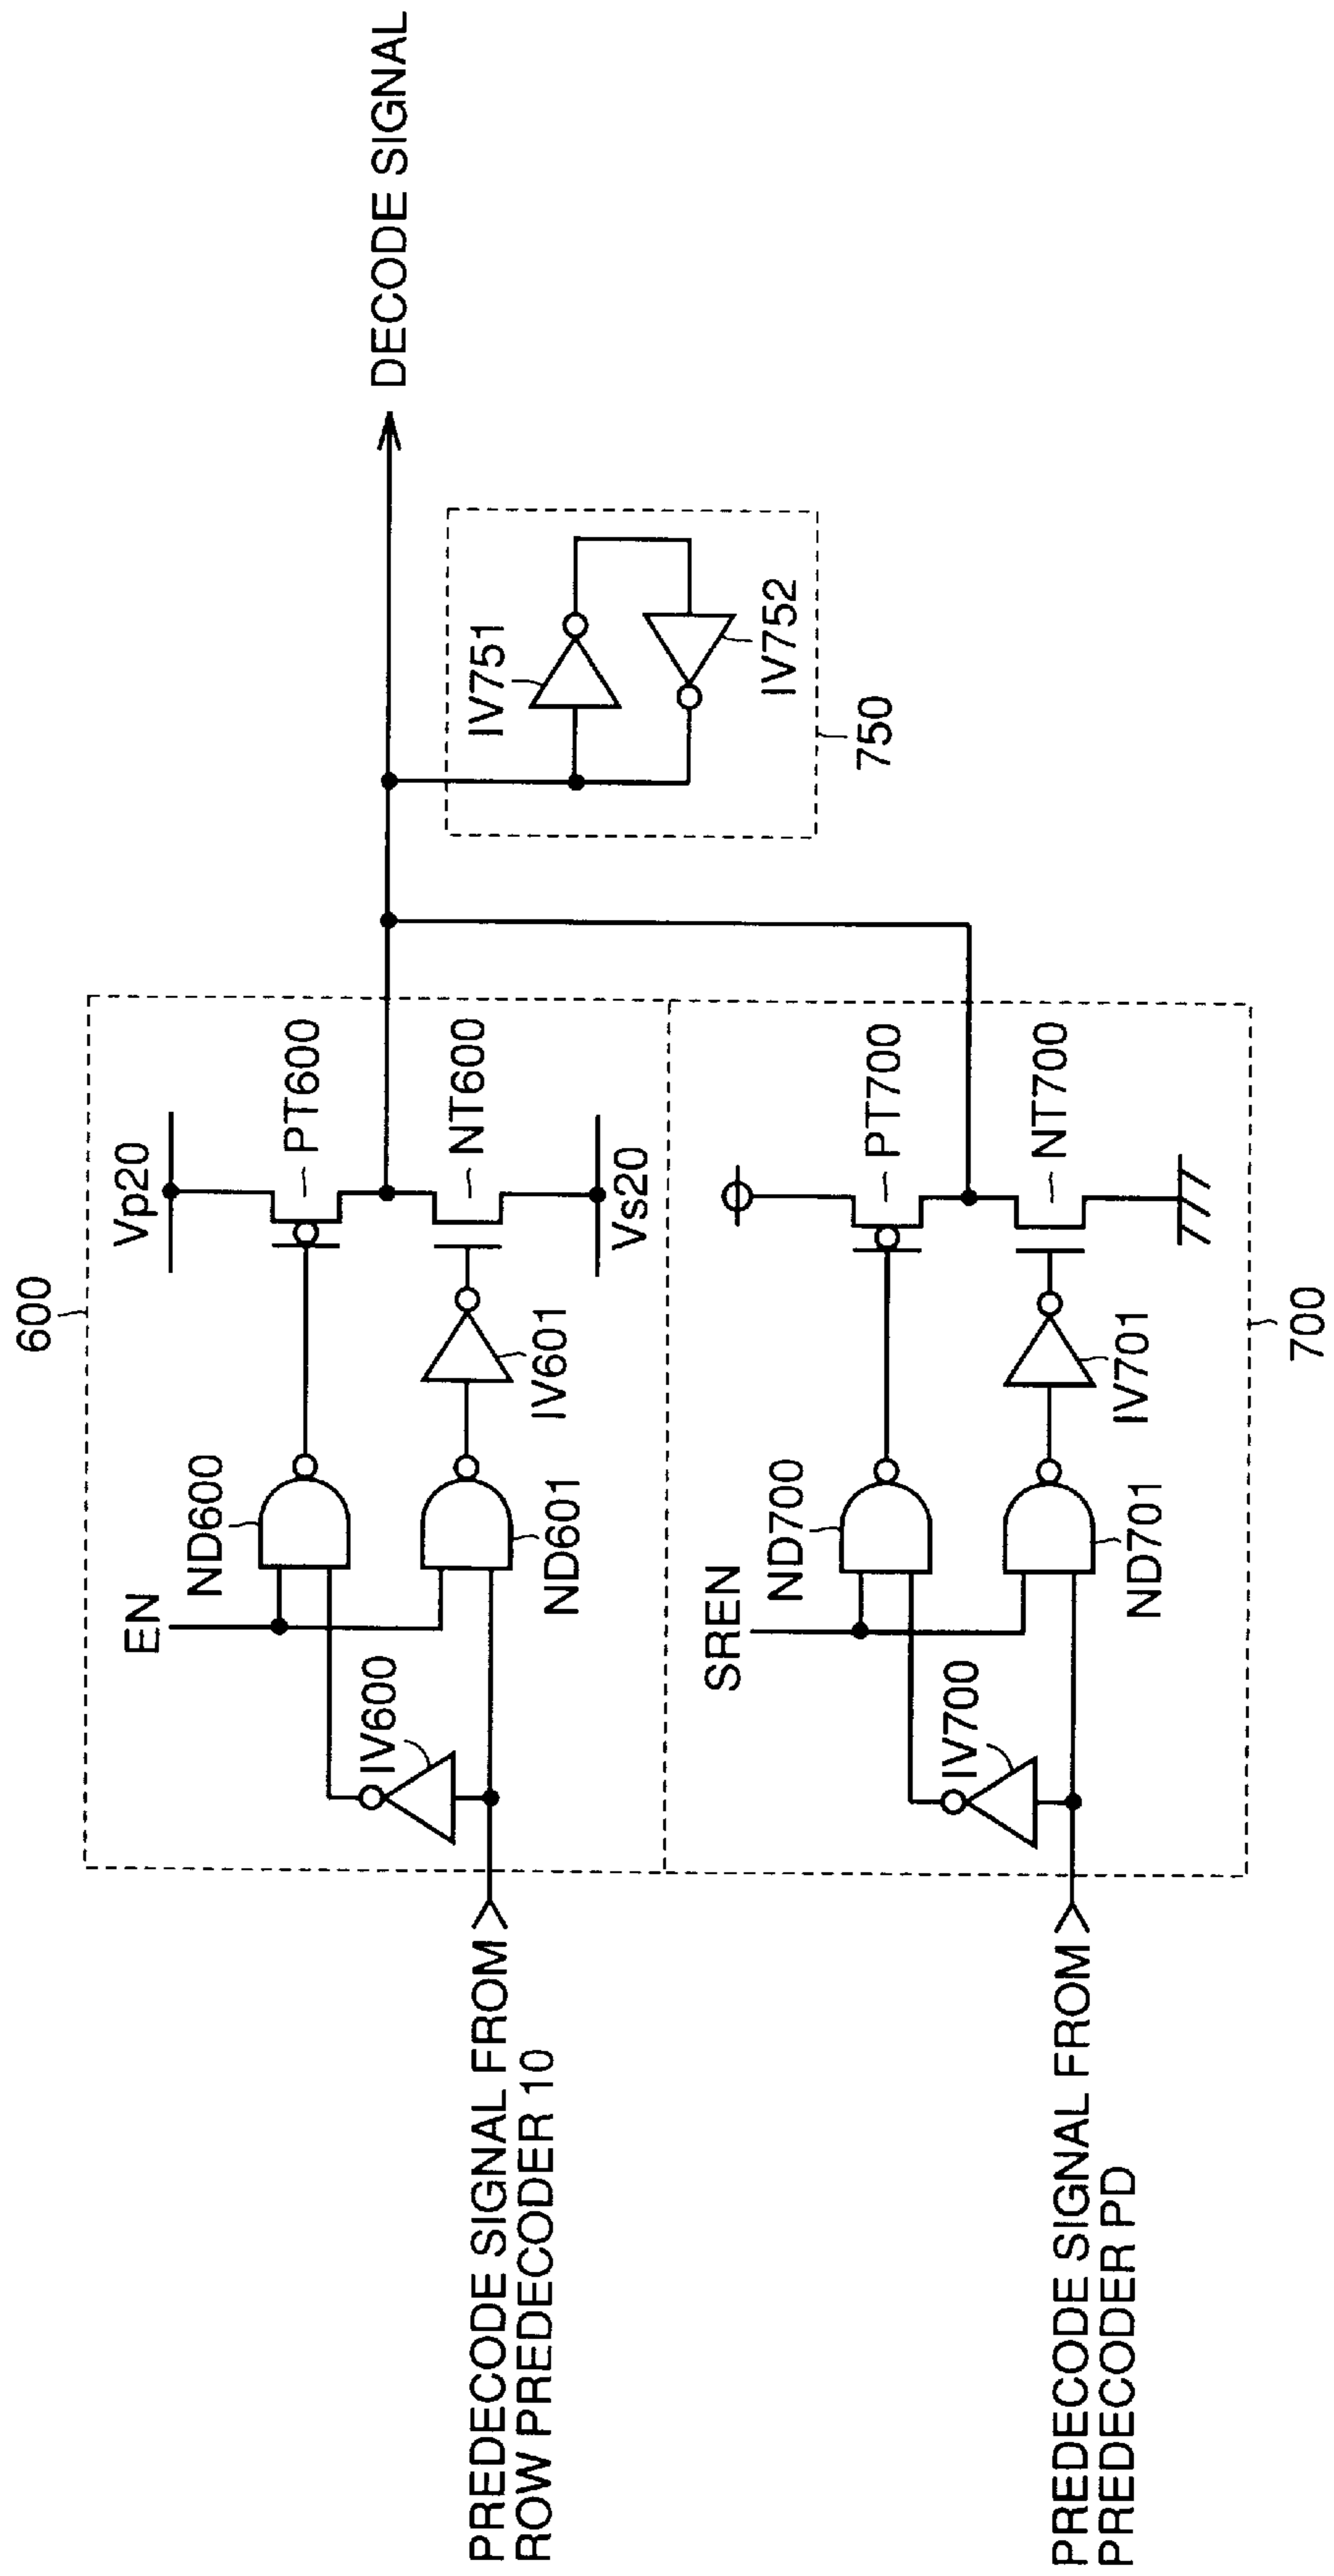 600
Vp20
EN
ND600
PT600
IV600
NT600
IV601
ND601
Vs20
PREDECODE SIGNAL FROM
ROW PREDECODER 10
DECODE SIGNAL
IV751
IV752
750
SREN
ND700
PT700
IV700
NT700
IV701
ND701
PREDECODE SIGNAL FROM
PREDECODER PD
700